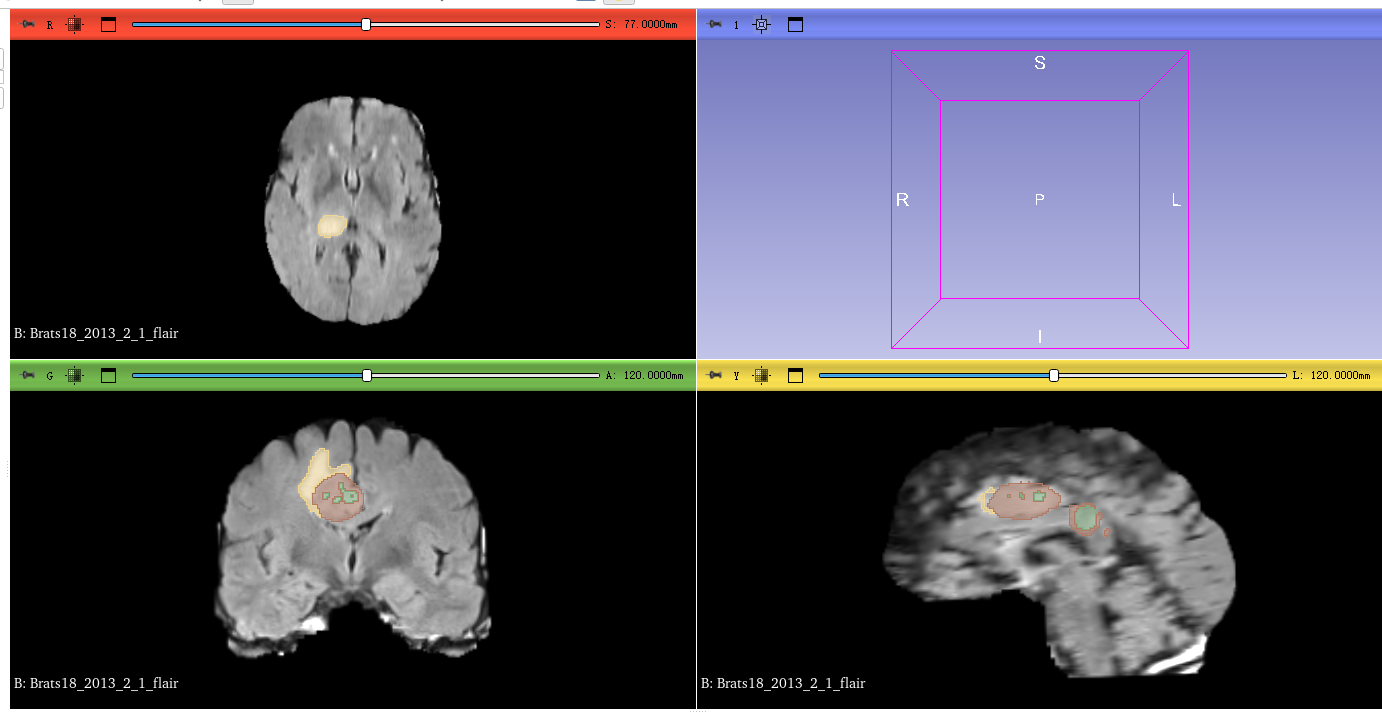 R
S: 77.0000mm
1
B: Brats18_2013_2_1_flair
S
R
P
L
I
G
A: 120.0000mm
Y
L: 120.0000mm
B: Brats18_2013_2_1_flair
B: Brats18_2013_2_1_flair